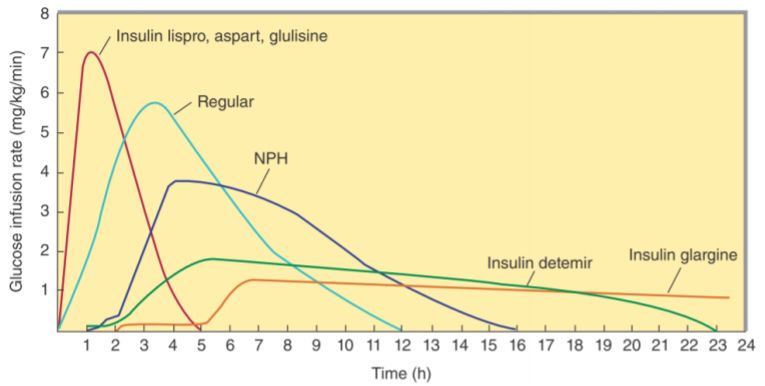 Glucose infusion rate (mg/kg/min)
8
7
6
5
4
3
2
1
Insulin lispro, aspart, glulisine
Regular
NPH
Insulin detemir
Insulin glargine
1 2 3 4 5 6 7 8 9 10 11 12 13 14 15 16 17 18 19 20 21 22 23 24
Time (h)